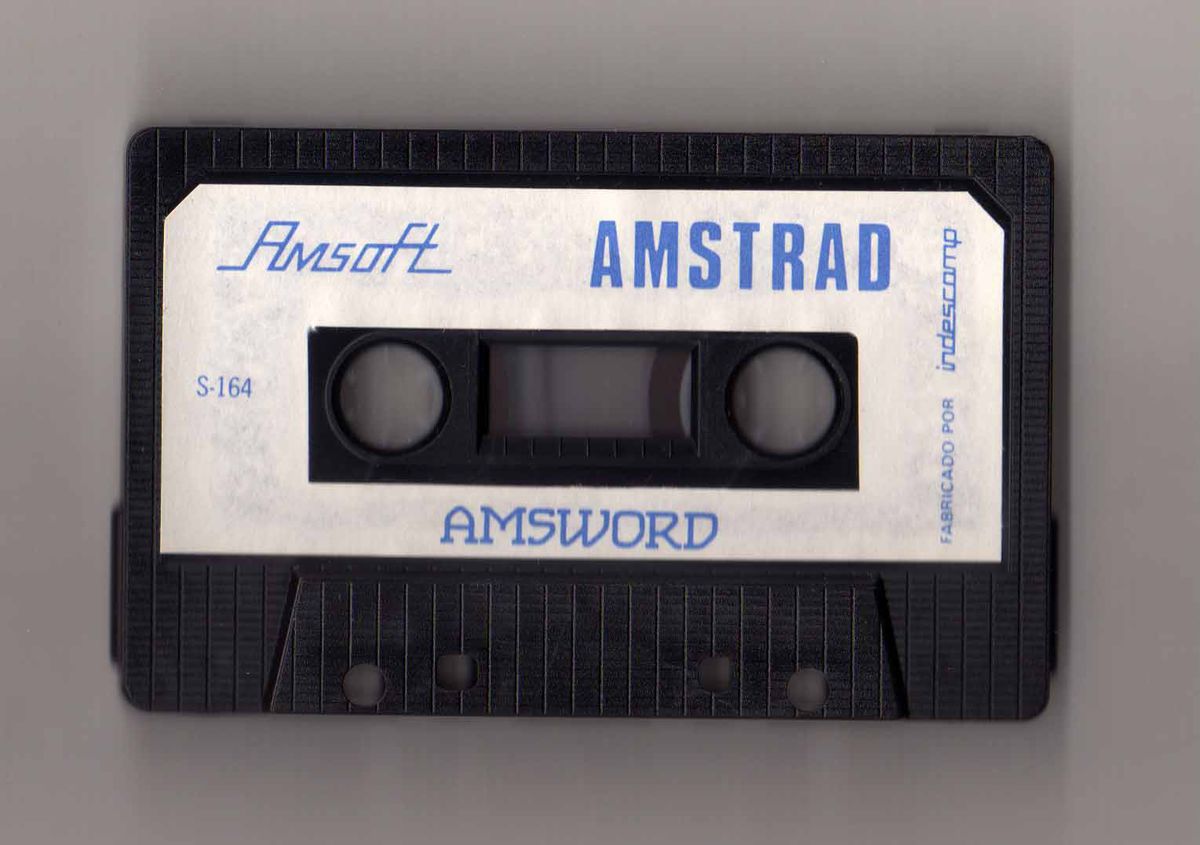 Amsoft
AMSTRAD
S-164
AMSWORD
FABRICADO POR indescomp